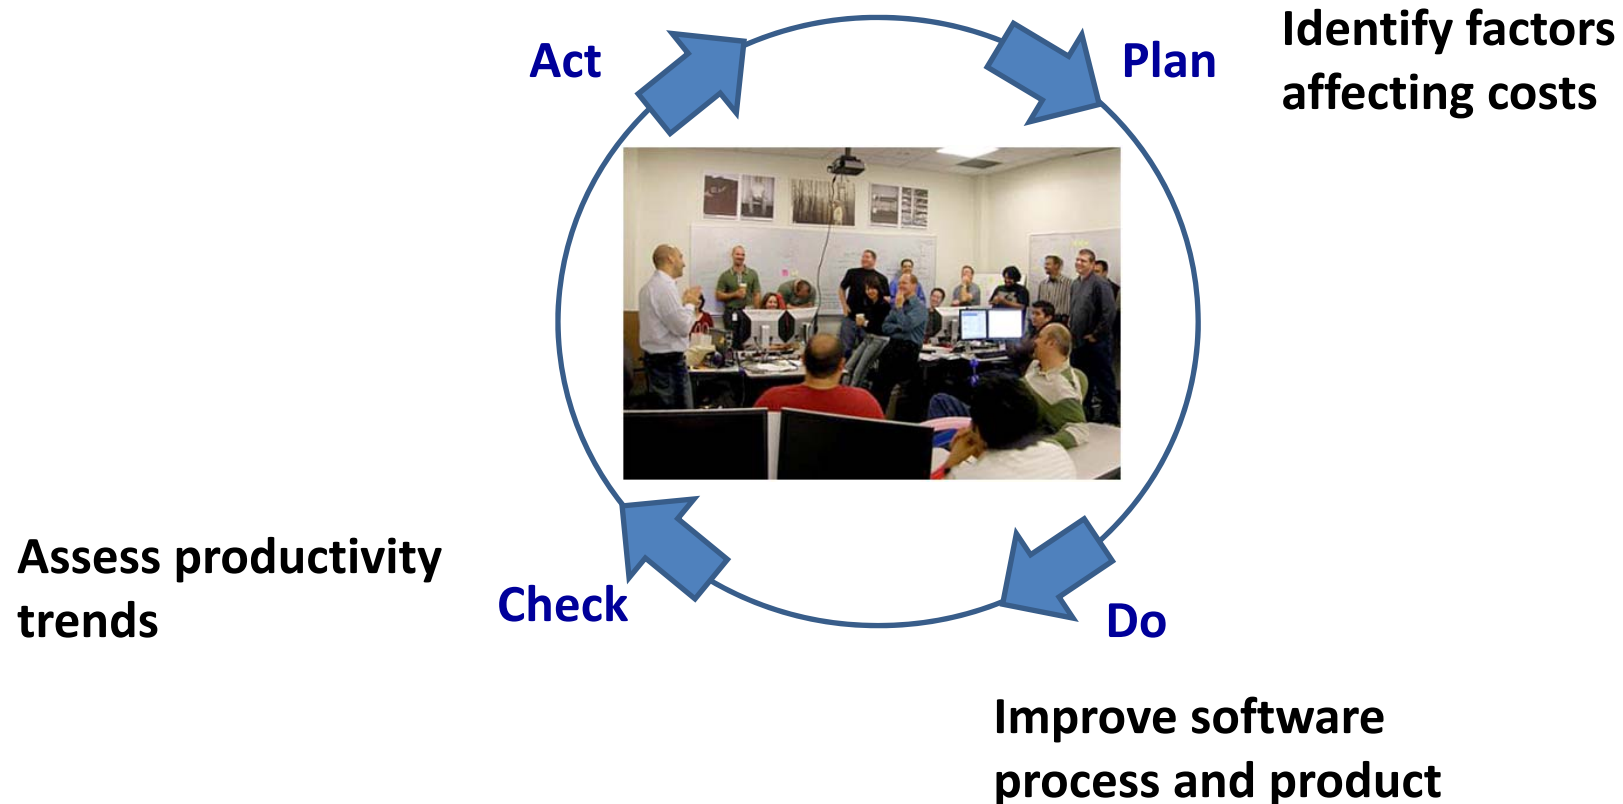 Act
Plan
Identify factors
affecting costs
Assess productivity
trends
Check
Do
Improve software
process and product